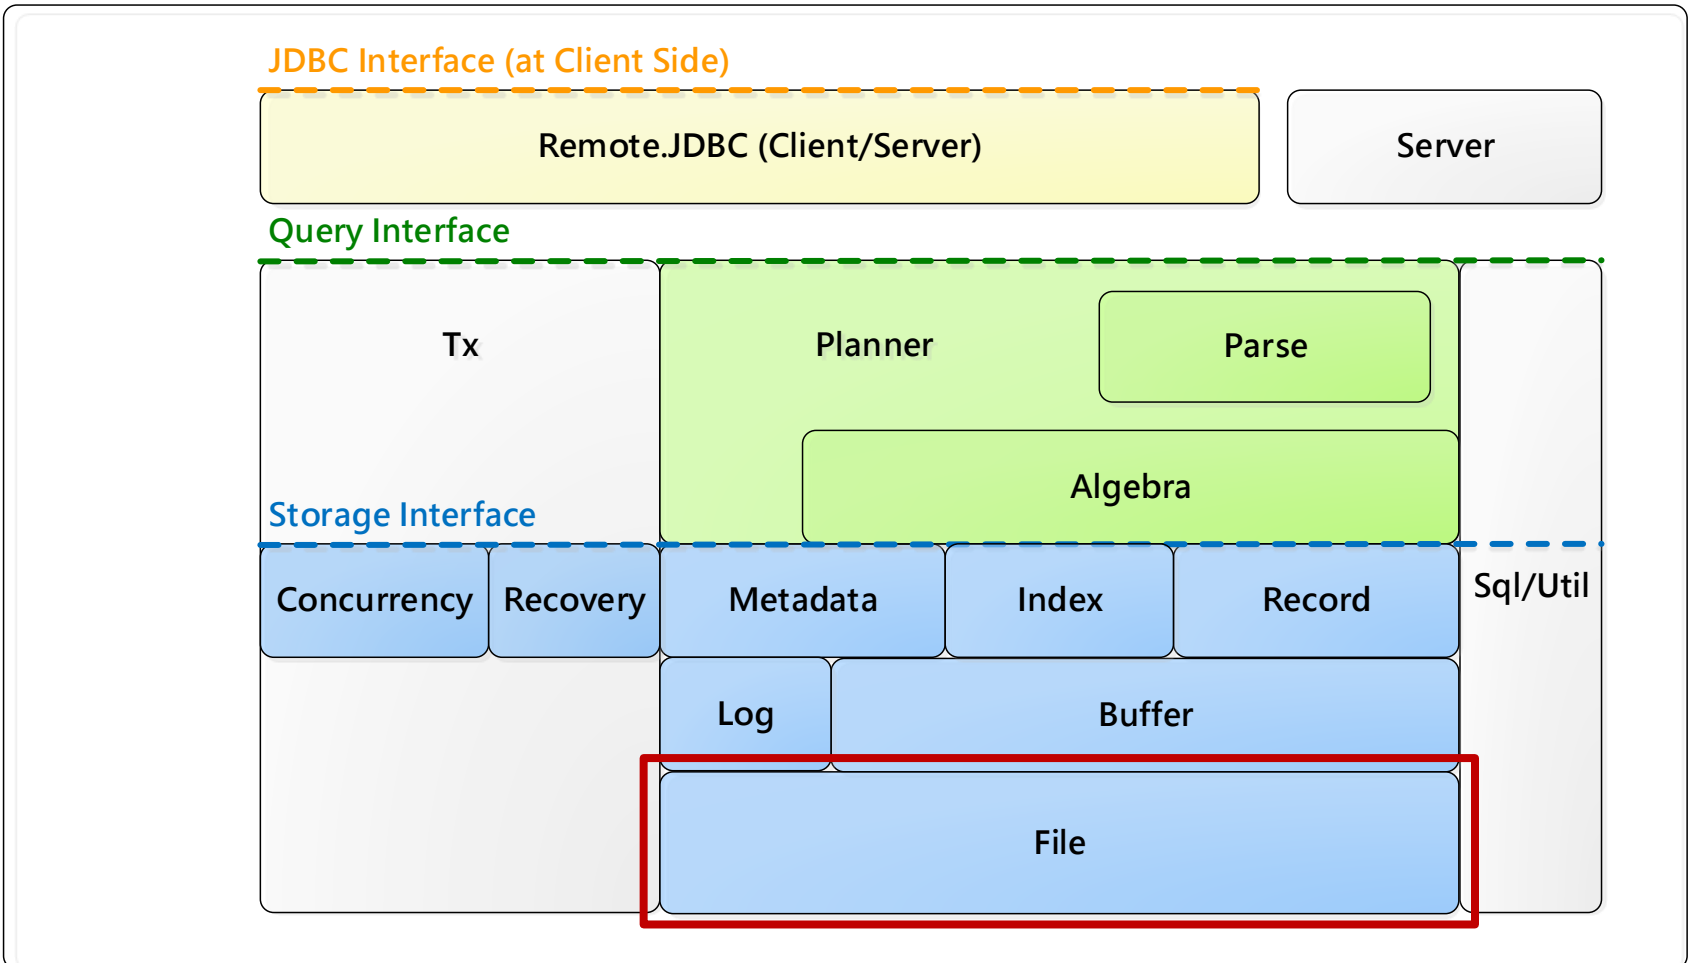 JDBC Interface (at Client Side)
Remote.JDBC (Client/Server)
Server
Query Interface
Tx
Planner
Parse
Algebra
Storage Interface
Concurrency
Recovery
Metadata
Index
Record
Sql/Util
Log
Buffer
File